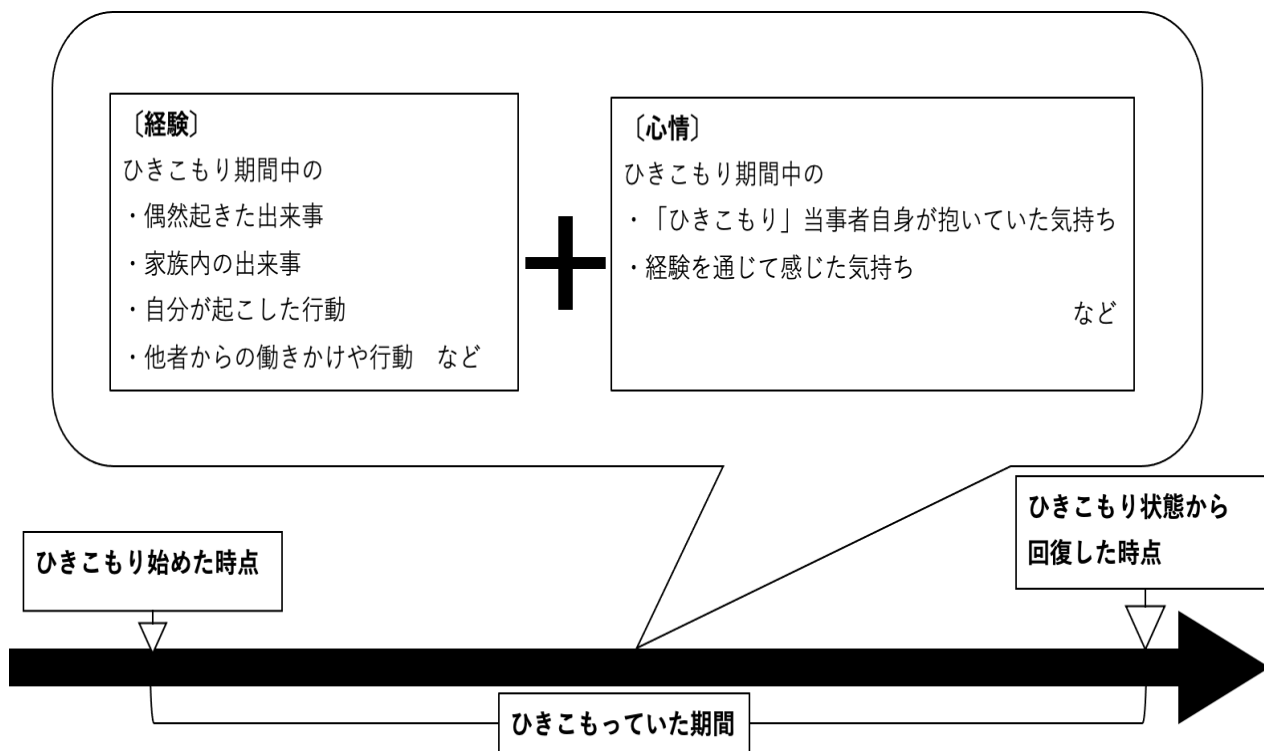 〔経験〕
ひきこもり期間中の
・偶然起きた出来事
・家族内の出来事
・自分が起こした行動
・他者からの働きかけや行動　など
〔心情〕
ひきこもり期間中の
・「ひきこもり」当事者自身が抱いていた気持ち
・経験を通じて感じた気持ち
など
ひきこもり始めた時点
ひきこもり状態から
回復した時点
ひきこもっていた期間